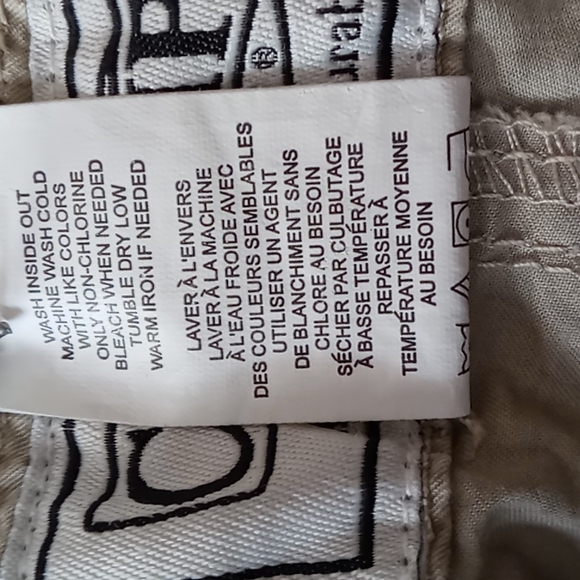 WASH INSIDE OUT
MACHINE WASH COLD
WITH LIKE COLORS
ONLY NON-CHLORINE
BLEACH WHEN NEEDED
TUMBLE DRY LOW
WARM IRON IF NEEDED
LAVER À L'ENVERS
LAVER À LA MACHINE
À L'EAU FROIDE AVEC
DES COULEURS SEMBLABLES
UTILISER UN AGENT
DE BLANCHIMENT SANS
CHLORE AU BESOIN
SÉCHER PAR CULBUTAGE
À BASSE TEMPÉRATURE
REPASSER À
TEMPÉRATURE MOYENNE
AU BESOIN